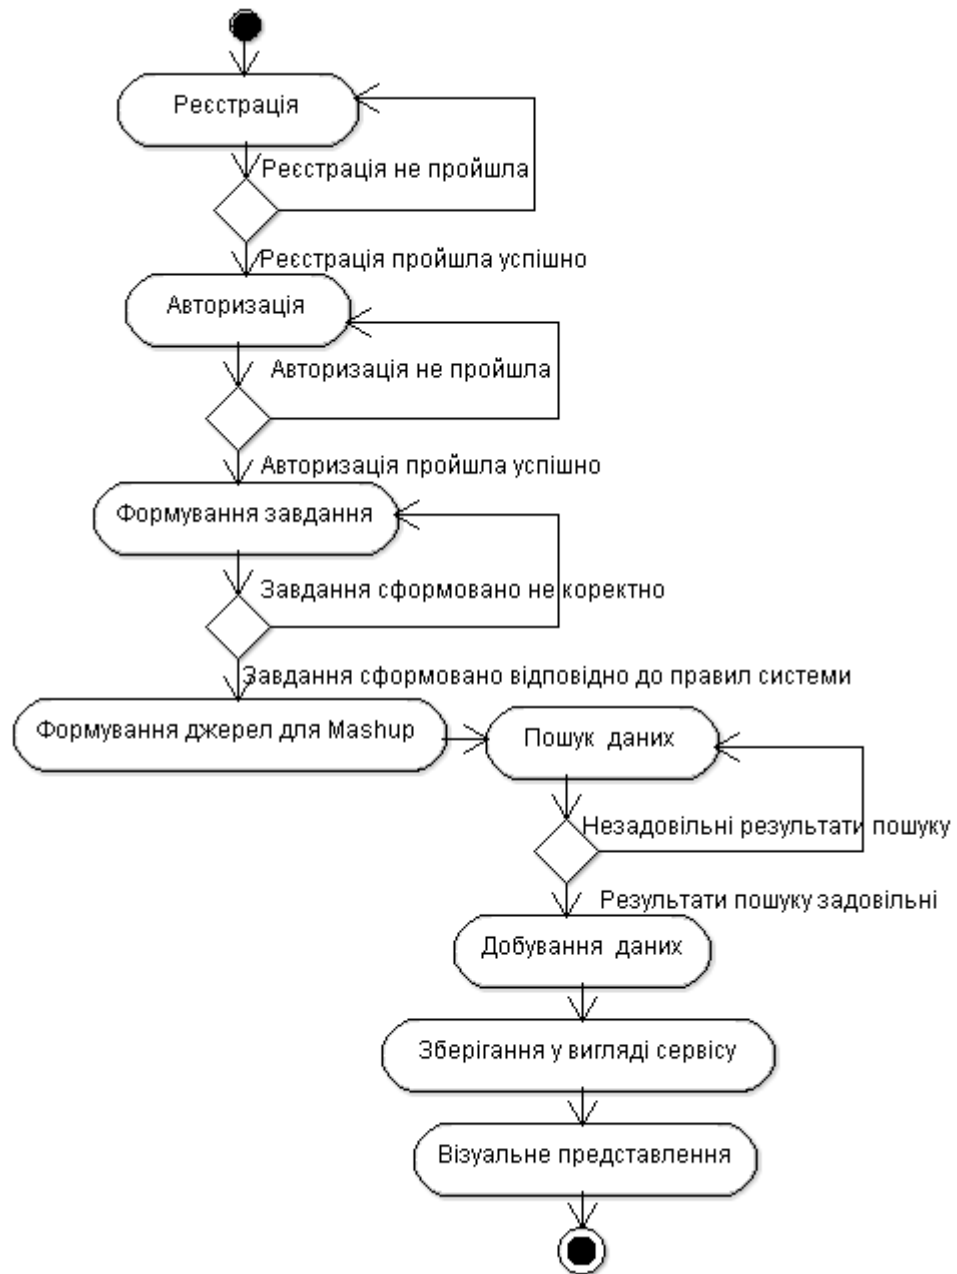 Реєстрація
Реєстрація не пройшла
Реєстрація пройшла успішно
Авторизація
Авторизація не пройшла
Авторизація пройшла успішно
Формування завдання
Завдання сформовано не коректно
Завдання сформовано відповідно до правил системи
Формування джерел для Mashup
Пошук даних
Незадовільні результати пошуку
Результати пошуку задовільні
Добування даних
Зберігання у вигляді сервісу
Візуальне представлення